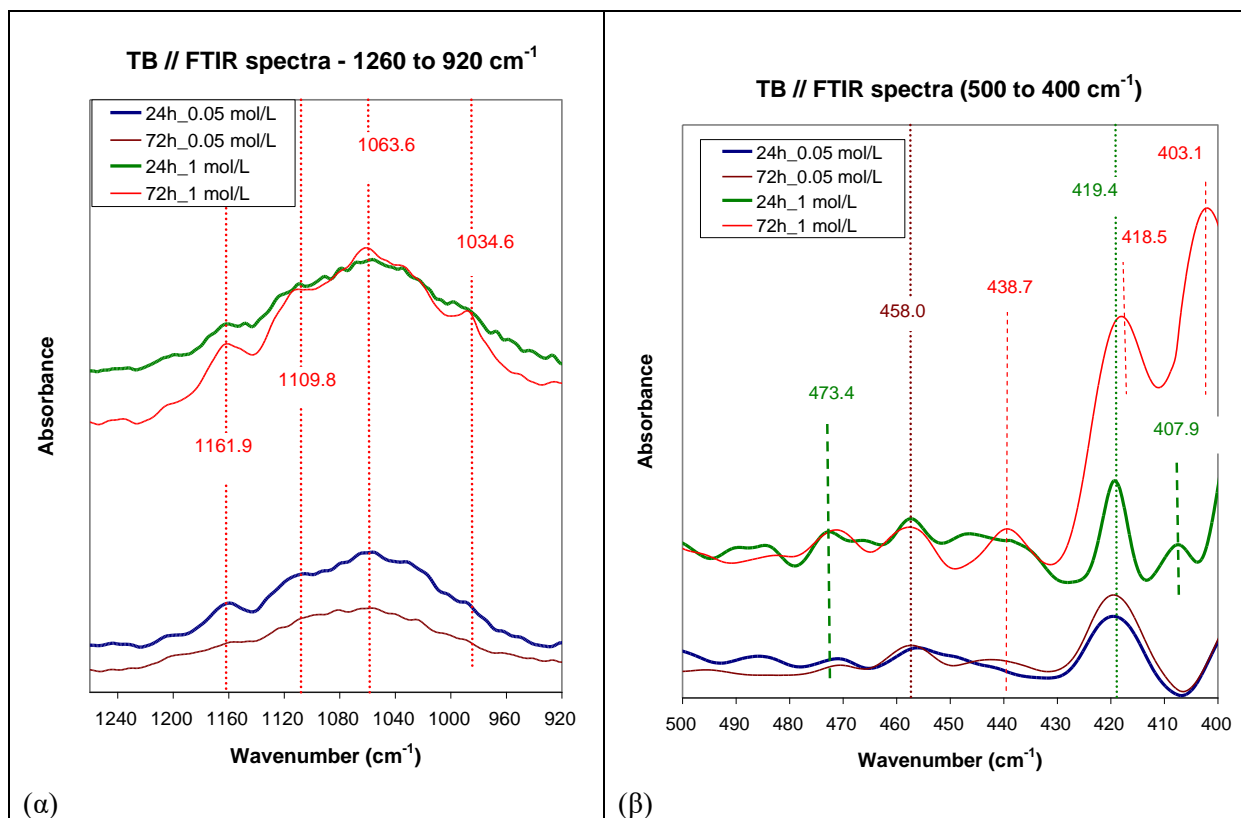 TB // FTIR spectra - 1260 to 920 cm⁻¹
24h_0.05 mol/L
72h_0.05 mol/L
24h_1 mol/L
72h_1 mol/L
1063.6
1034.6
1109.8
1161.9
Absorbance
1240 1200 1160 1120 1080 1040 1000 960 920
Wavenumber (cm⁻¹)
(α)
TB // FTIR spectra (500 to 400 cm⁻¹)
24h_0.05 mol/L
72h_0.05 mol/L
24h_1 mol/L
72h_1 mol/L
403.1
419.4
418.5
438.7
458.0
473.4
407.9
Absorbance
500 490 480 470 460 450 440 430 420 410 400
Wavenumber (cm⁻¹)
(β)